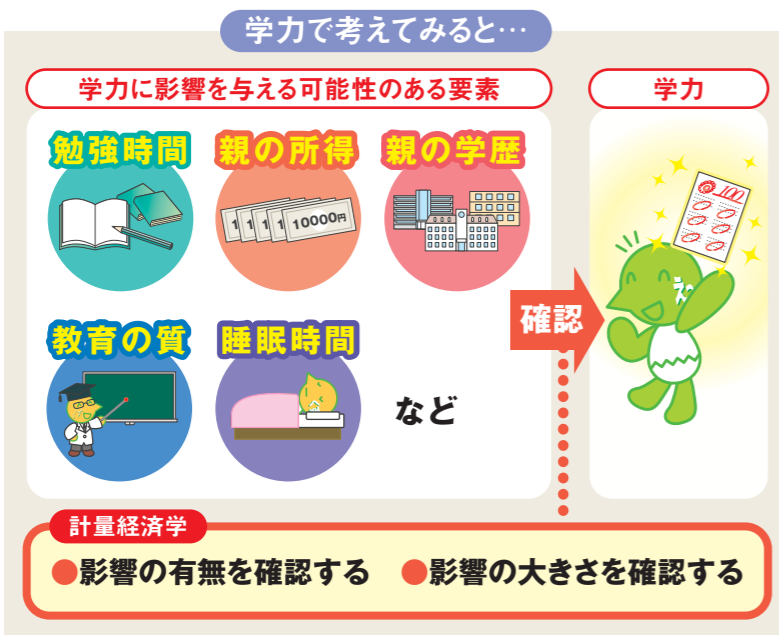 学力で考えてみると…
学力に影響を与える可能性のある要素
学力
勉強時間
親の所得
親の学歴
10000円
100
教育の質
睡眠時間
など
確認
計量経済学
●影響の有無を確認する
●影響の大きさを確認する